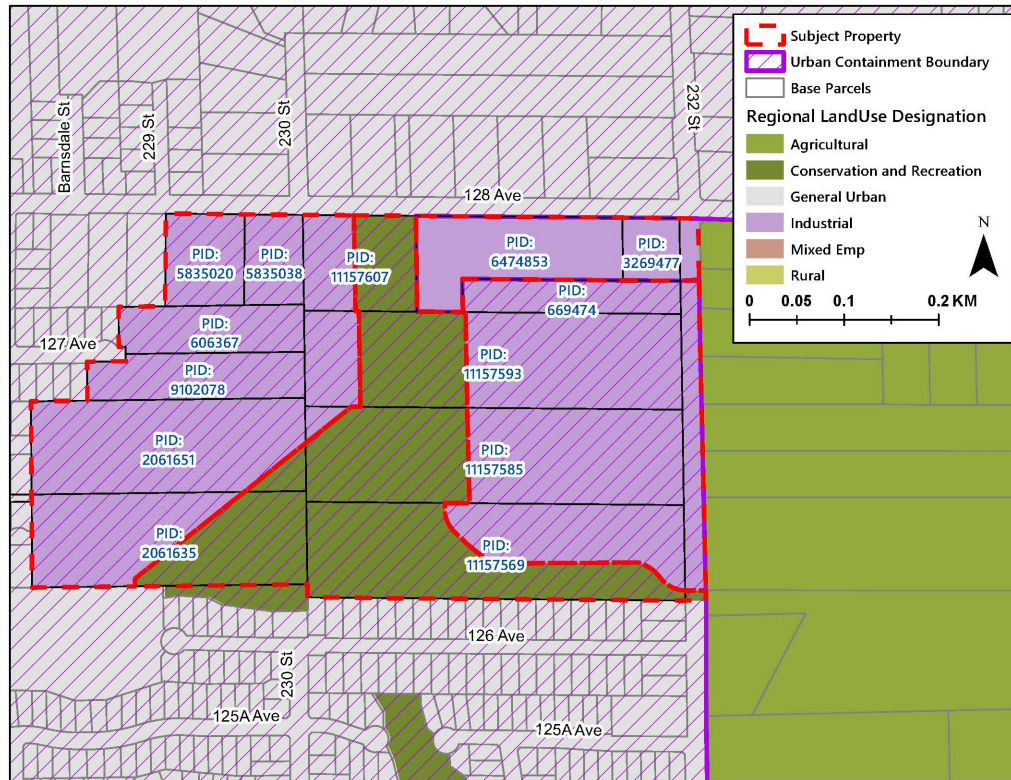 Subject Property
Urban Containment Boundary
Base Parcels
Regional LandUse Designation
Agricultural
Conservation and Recreation
General Urban
Industrial
Mixed Emp
Rural
N
0 0.05 0.1 0.2 KM
Barnsdale St
229 St
230 St
232 St
128 Ave
PID:
5835020
PID:
5835038
PID:
11157607
PID:
6474853
PID:
3269477
PID:
669474
PID:
606367
127 Ave
PID:
9102078
PID:
11157593
PID:
2061651
PID:
11157585
PID:
2061635
PID:
11157569
126 Ave
230 St
125A Ave
125A Ave